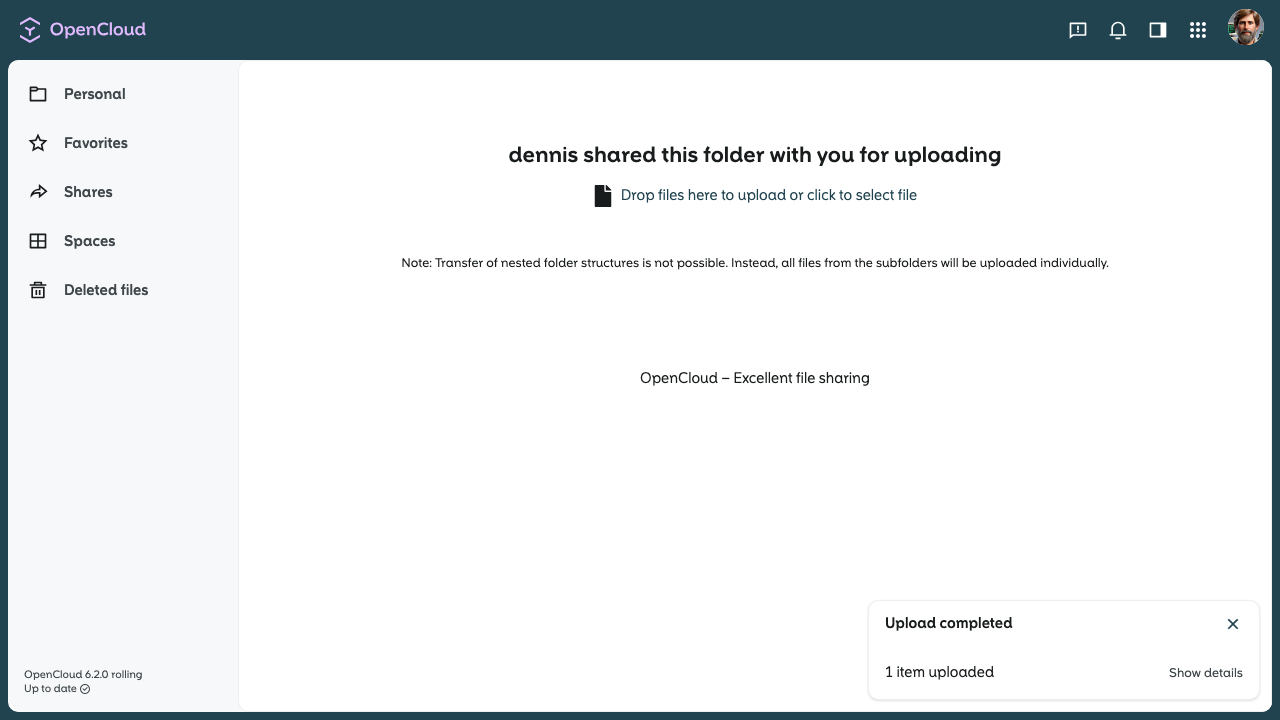 OpenCloud
Personal
Favorites
Shares
Spaces
Deleted files
dennis shared this folder with you for uploading
Drop files here to upload or click to select file
Note: Transfer of nested folder structures is not possible. Instead, all files from the subfolders will be uploaded individually.
OpenCloud – Excellent file sharing
Upload completed
1 item uploaded
Show details
OpenCloud 6.2.0 rolling
Up to date